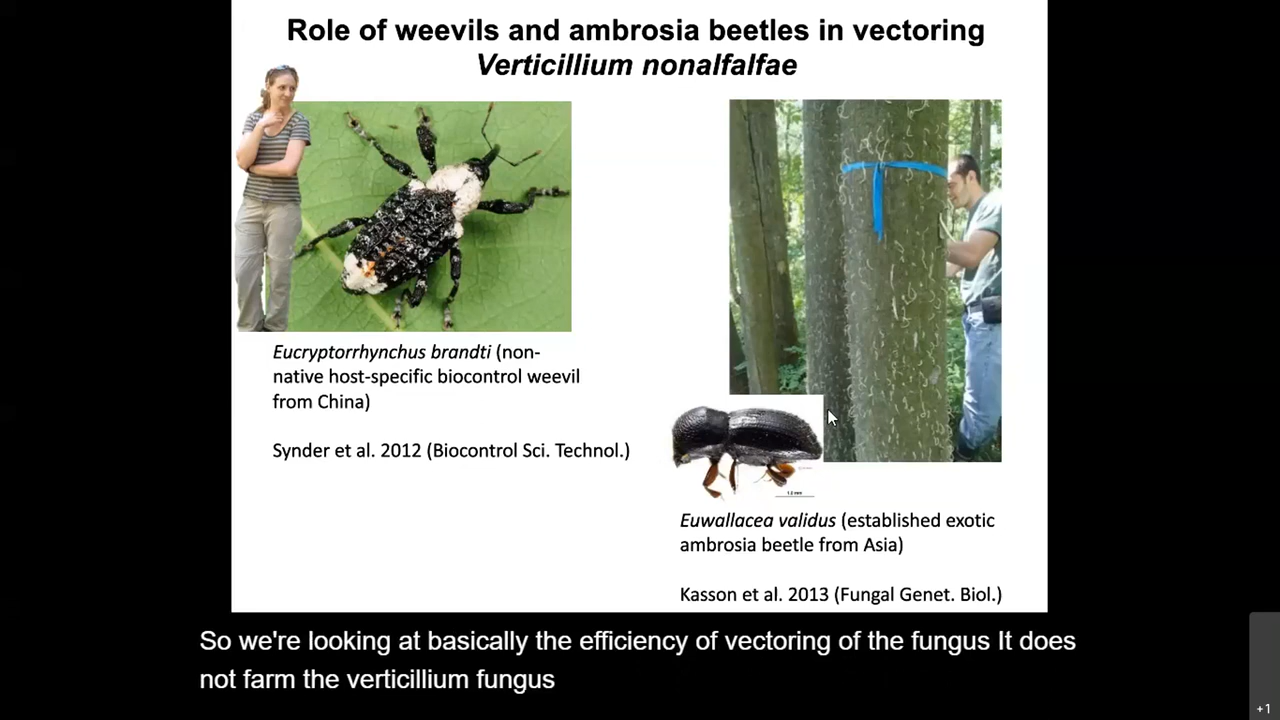 Role of weevils and ambrosia beetles in vectoring
Verticillium nonalfalfae
Eucryptorrhynchus brandti (non-
native host-specific biocontrol weevil
from China)
Synder et al. 2012 (Biocontrol Sci. Technol.)
1.2 mm
Euwallacea validus (established exotic
ambrosia beetle from Asia)
Kasson et al. 2013 (Fungal Genet. Biol.)
So we're looking at basically the efficiency of vectoring of the fungus It does
not farm the verticillium fungus
+1